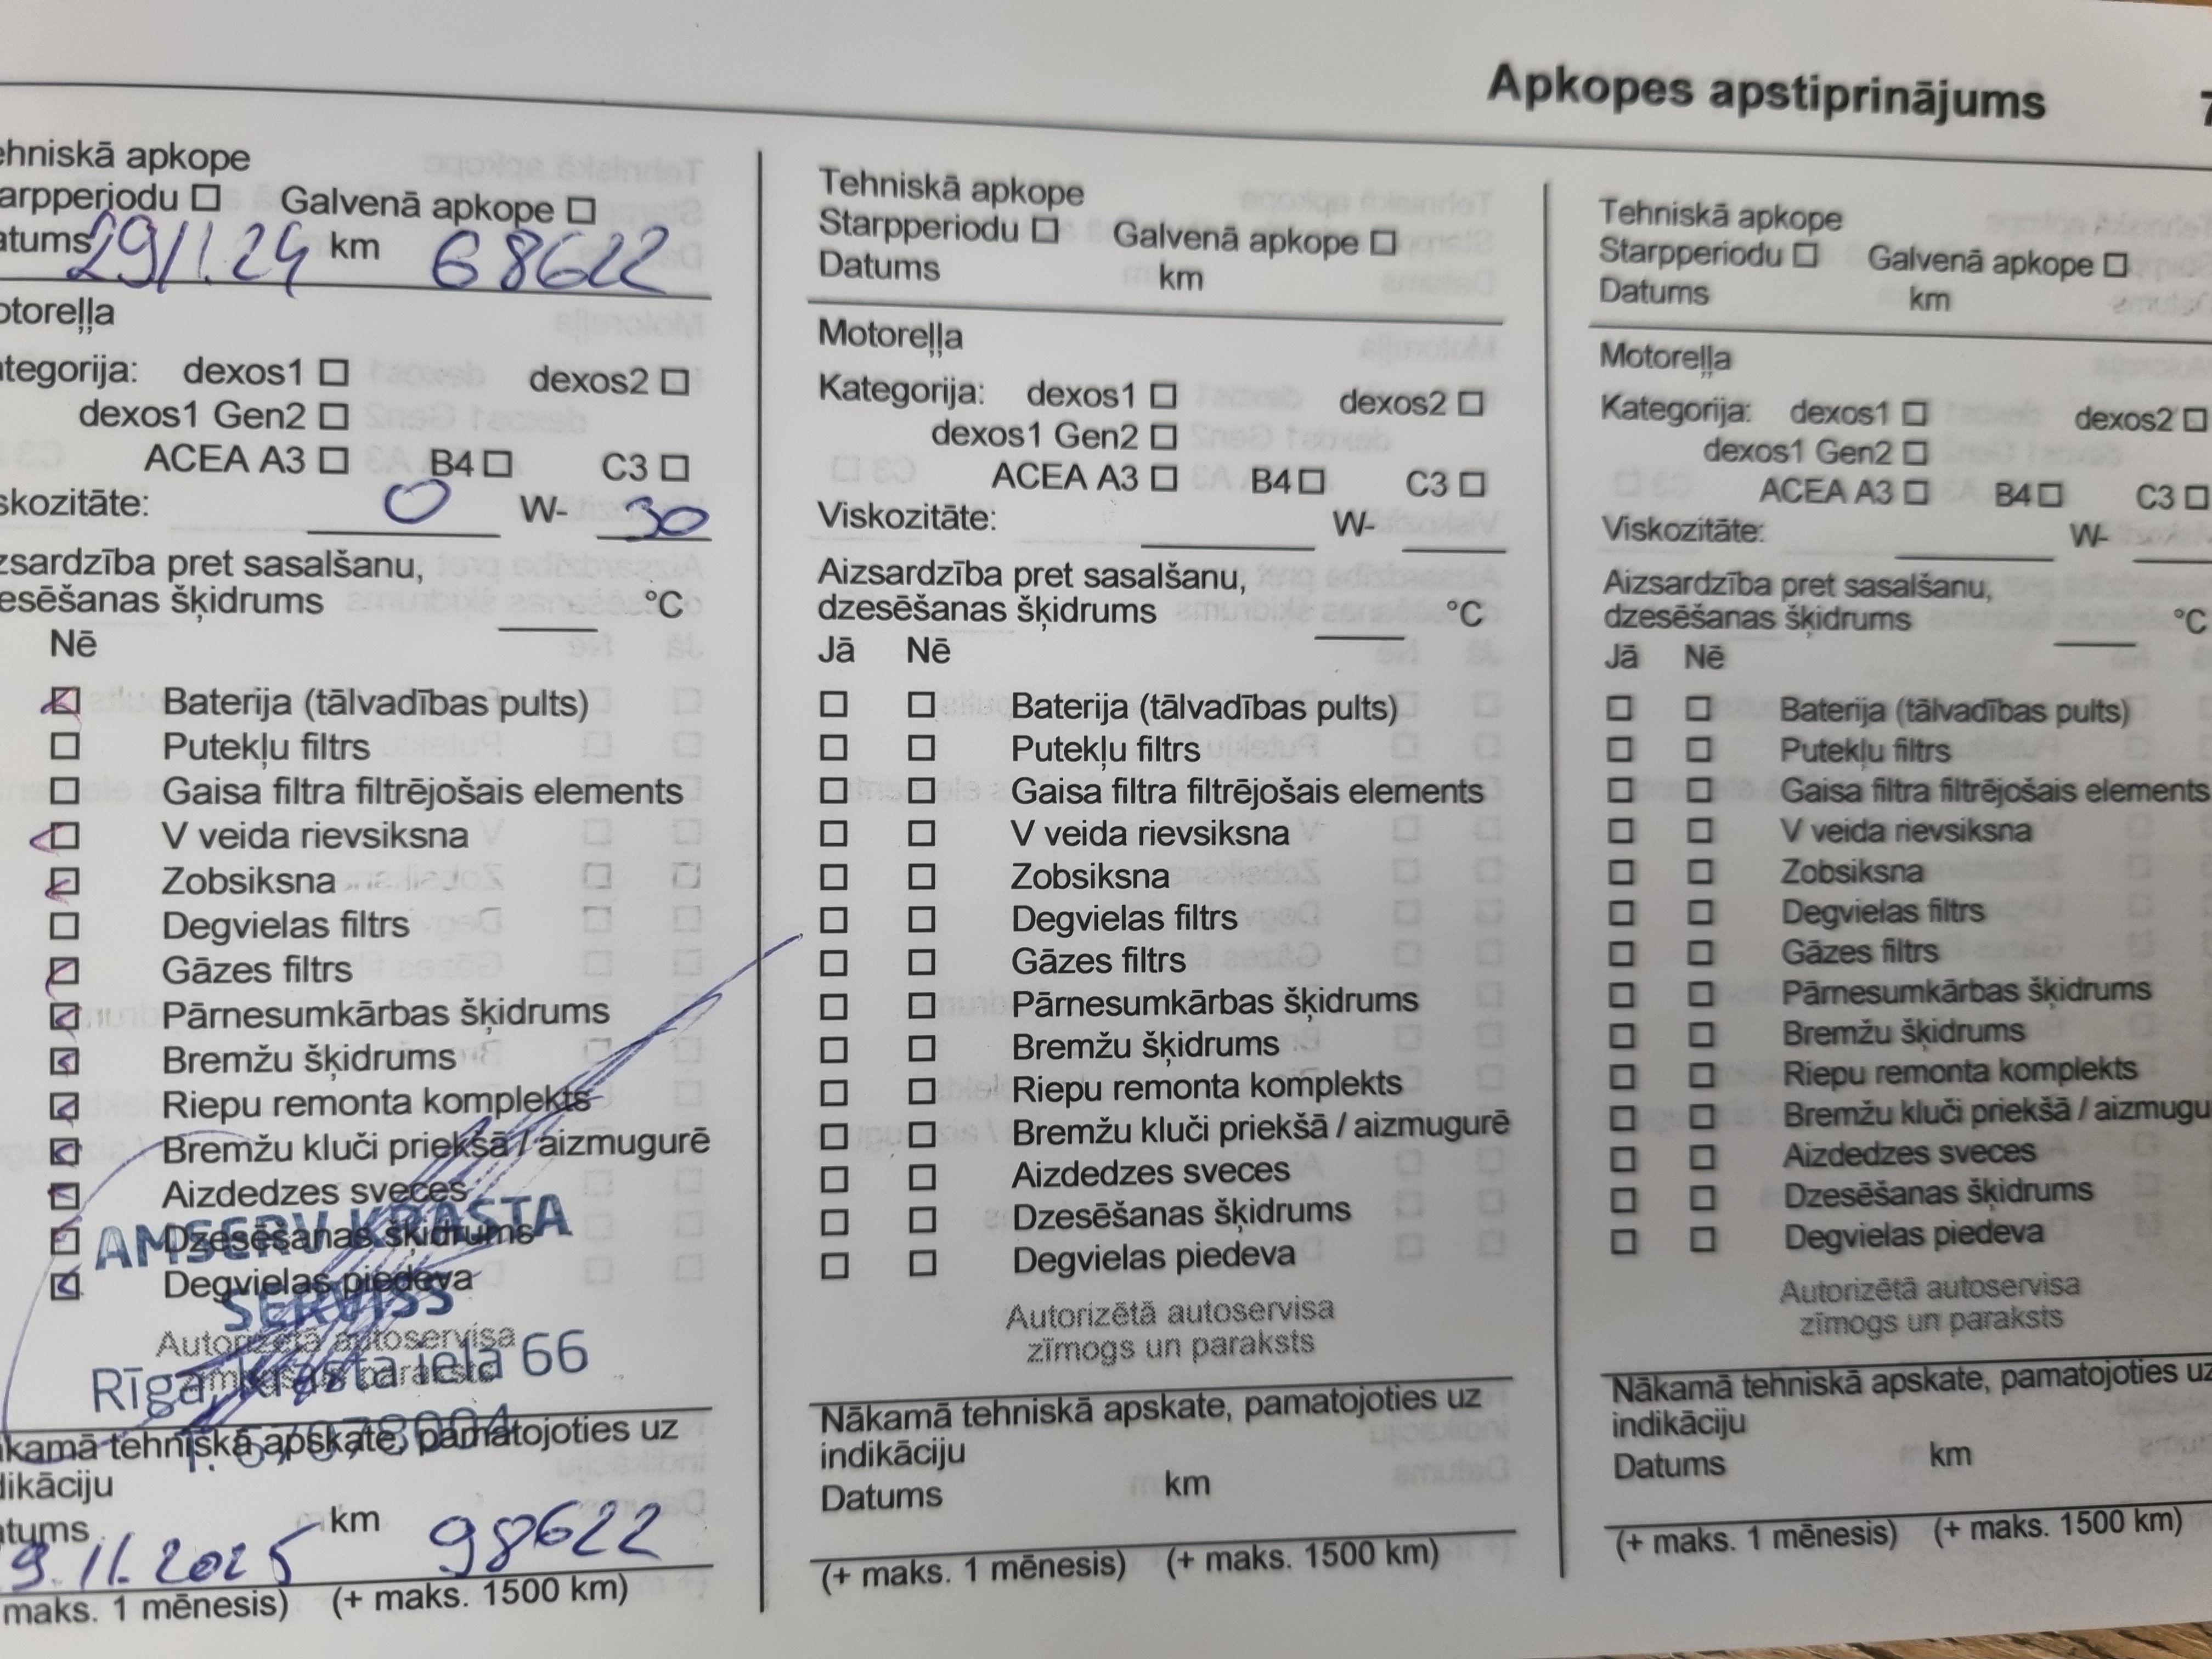 Apkopes apstiprinājums
ehniskā apkope
arpperiodu ☐ Galvenā apkope ☐
atums 29/1.24 km 68622
otoreļļa
ategorija: dexos1 ☐ dexos2 ☐
dexos1 Gen2 ☐
ACEA A3 ☐ B4 ☐ C3 ☐
skozitāte: 0 W- 30
zsardzība pret sasalšanu,
esēšanas šķidrums °C
Nē
Baterija (tālvadības pults)
Putekļu filtrs
Gaisa filtra filtrējošais elements
V veida rievsiksna
Zobsiksna
Degvielas filtrs
Gāzes filtrs
Pārnesumkārbas šķidrums
Bremžu šķidrums
Riepu remonta komplekts
Bremžu kluči priekšā / aizmugurē
Aizdedzes sveces
Dzesēšanas šķidrums
Degvielas piedeva
AMSERV KRASTA
SERVISS
Autorizētā autoservisa
Rīga, Krasta iela 66
kamā tehniskā apskate, pamatojoties uz
dikāciju
atums 9.11.2025 km 98622
maks. 1 mēnesis) (+ maks. 1500 km)
Tehniskā apkope
Starpperiodu ☐ Galvenā apkope ☐
Datums km
Motoreļļa
Kategorija: dexos1 ☐ dexos2 ☐
dexos1 Gen2 ☐
ACEA A3 ☐ B4 ☐ C3 ☐
Viskozitāte: W-
Aizsardzība pret sasalšanu,
dzesēšanas šķidrums °C
Jā Nē
Baterija (tālvadības pults)
Putekļu filtrs
Gaisa filtra filtrējošais elements
V veida rievsiksna
Zobsiksna
Degvielas filtrs
Gāzes filtrs
Pārnesumkārbas šķidrums
Bremžu šķidrums
Riepu remonta komplekts
Bremžu kluči priekšā / aizmugurē
Aizdedzes sveces
Dzesēšanas šķidrums
Degvielas piedeva
Autorizētā autoservisa
zīmogs un paraksts
Nākamā tehniskā apskate, pamatojoties uz
indikāciju
Datums km
(+ maks. 1 mēnesis) (+ maks. 1500 km)
Tehniskā apkope
Starpperiodu ☐ Galvenā apkope ☐
Datums km
Motoreļļa
Kategorija: dexos1 ☐ dexos2 ☐
dexos1 Gen2 ☐
ACEA A3 ☐ B4 ☐ C3 ☐
Viskozitāte: W-
Aizsardzība pret sasalšanu,
dzesēšanas šķidrums °C
Jā Nē
Baterija (tālvadības pults)
Putekļu filtrs
Gaisa filtra filtrējošais elements
V veida rievsiksna
Zobsiksna
Degvielas filtrs
Gāzes filtrs
Pārnesumkārbas šķidrums
Bremžu šķidrums
Riepu remonta komplekts
Bremžu kluči priekšā / aizmugu
Aizdedzes sveces
Dzesēšanas šķidrums
Degvielas piedeva
Autorizētā autoservisa
zīmogs un paraksts
Nākamā tehniskā apskate, pamatojoties uz
indikāciju
Datums km
(+ maks. 1 mēnesis) (+ maks. 1500 km)